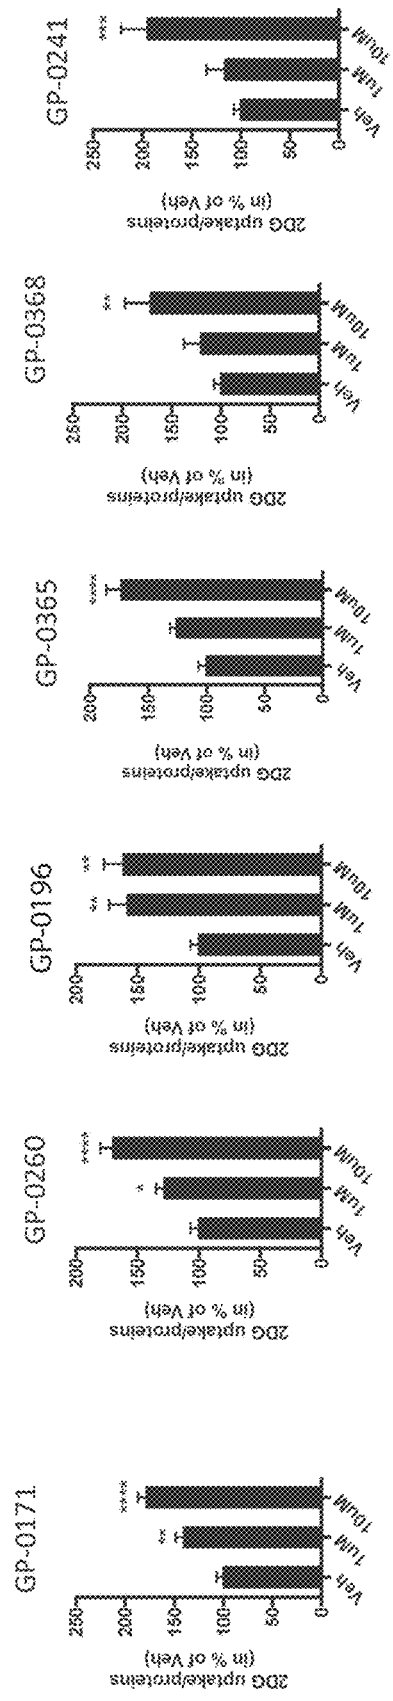 GP-0171
2DG uptake/proteins
(in % of Veh)
250
200
150
100
50
0
**
****
Veh
1uM
10uM
GP-0260
2DG uptake/proteins
(in % of Veh)
200
150
100
50
0
*
****
Veh
1uM
10uM
GP-0196
2DG uptake/proteins
(in % of Veh)
200
150
100
50
0
**
**
Veh
1uM
10uM
GP-0365
2DG uptake/proteins
(in % of Veh)
200
150
100
50
0
****
Veh
1uM
10uM
GP-0368
2DG uptake/proteins
(in % of Veh)
250
200
150
100
50
0
**
Veh
1uM
10uM
GP-0241
2DG uptake/proteins
(in % of Veh)
250
200
150
100
50
0
***
Veh
1uM
10uM